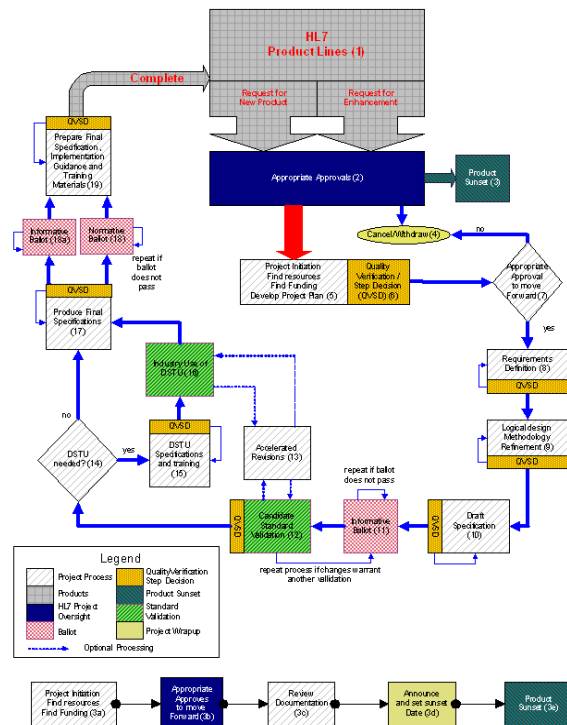 HL7
Product Lines (1)
Complete
Request for
New Product
Request for
Enhancement
QVSD
Prepare Final
Specification,
Implementation
Guidance and
Training
Materials (19)
Appropriate Approvals (2)
Product
Sunset (3)
Informative
Ballot (18a)
Normative
Ballot (18)
repeat if
ballot
does not
pass
Cancel/Withdraw (4)
no
Project Initiation
Find resources
Find Funding
Develop Project Plan (5)
Quality
Verification /
Step Decision
(QVSD) (6)
Appropriate
Approval
to move
Forward (7)
yes
QVSD
Produce Final
Specifications
(17)
Industry Use of
DSTU (16)
Requirements
Definition (8)
QVSD
no
DSTU
needed? (14)
yes
QVSD
DSTU
Specifications
and training
(15)
Accelerated
Revisions (13)
Logical design
Methodology
Refinement (9)
QVSD
repeat if ballot
does not pass
QVSD
Candidate
Standard
Validation (12)
Informative
Ballot (11)
QVSD
Draft
Specification
(10)
repeat process if changes warrant
another validation
Legend
Project Process
Products
HL7 Project
Oversight
Ballot
Quality/Verification
Step Decision
Product Sunset
Standard
Validation
Project Wrapup
Optional Processing
Project Initiation
Find resources
Find Funding (3a)
Appropriate
Approves
to move
Forward (3b)
Review
Documentation
(3c)
Announce
and set sunset
Date (3d)
Product
Sunset (3e)